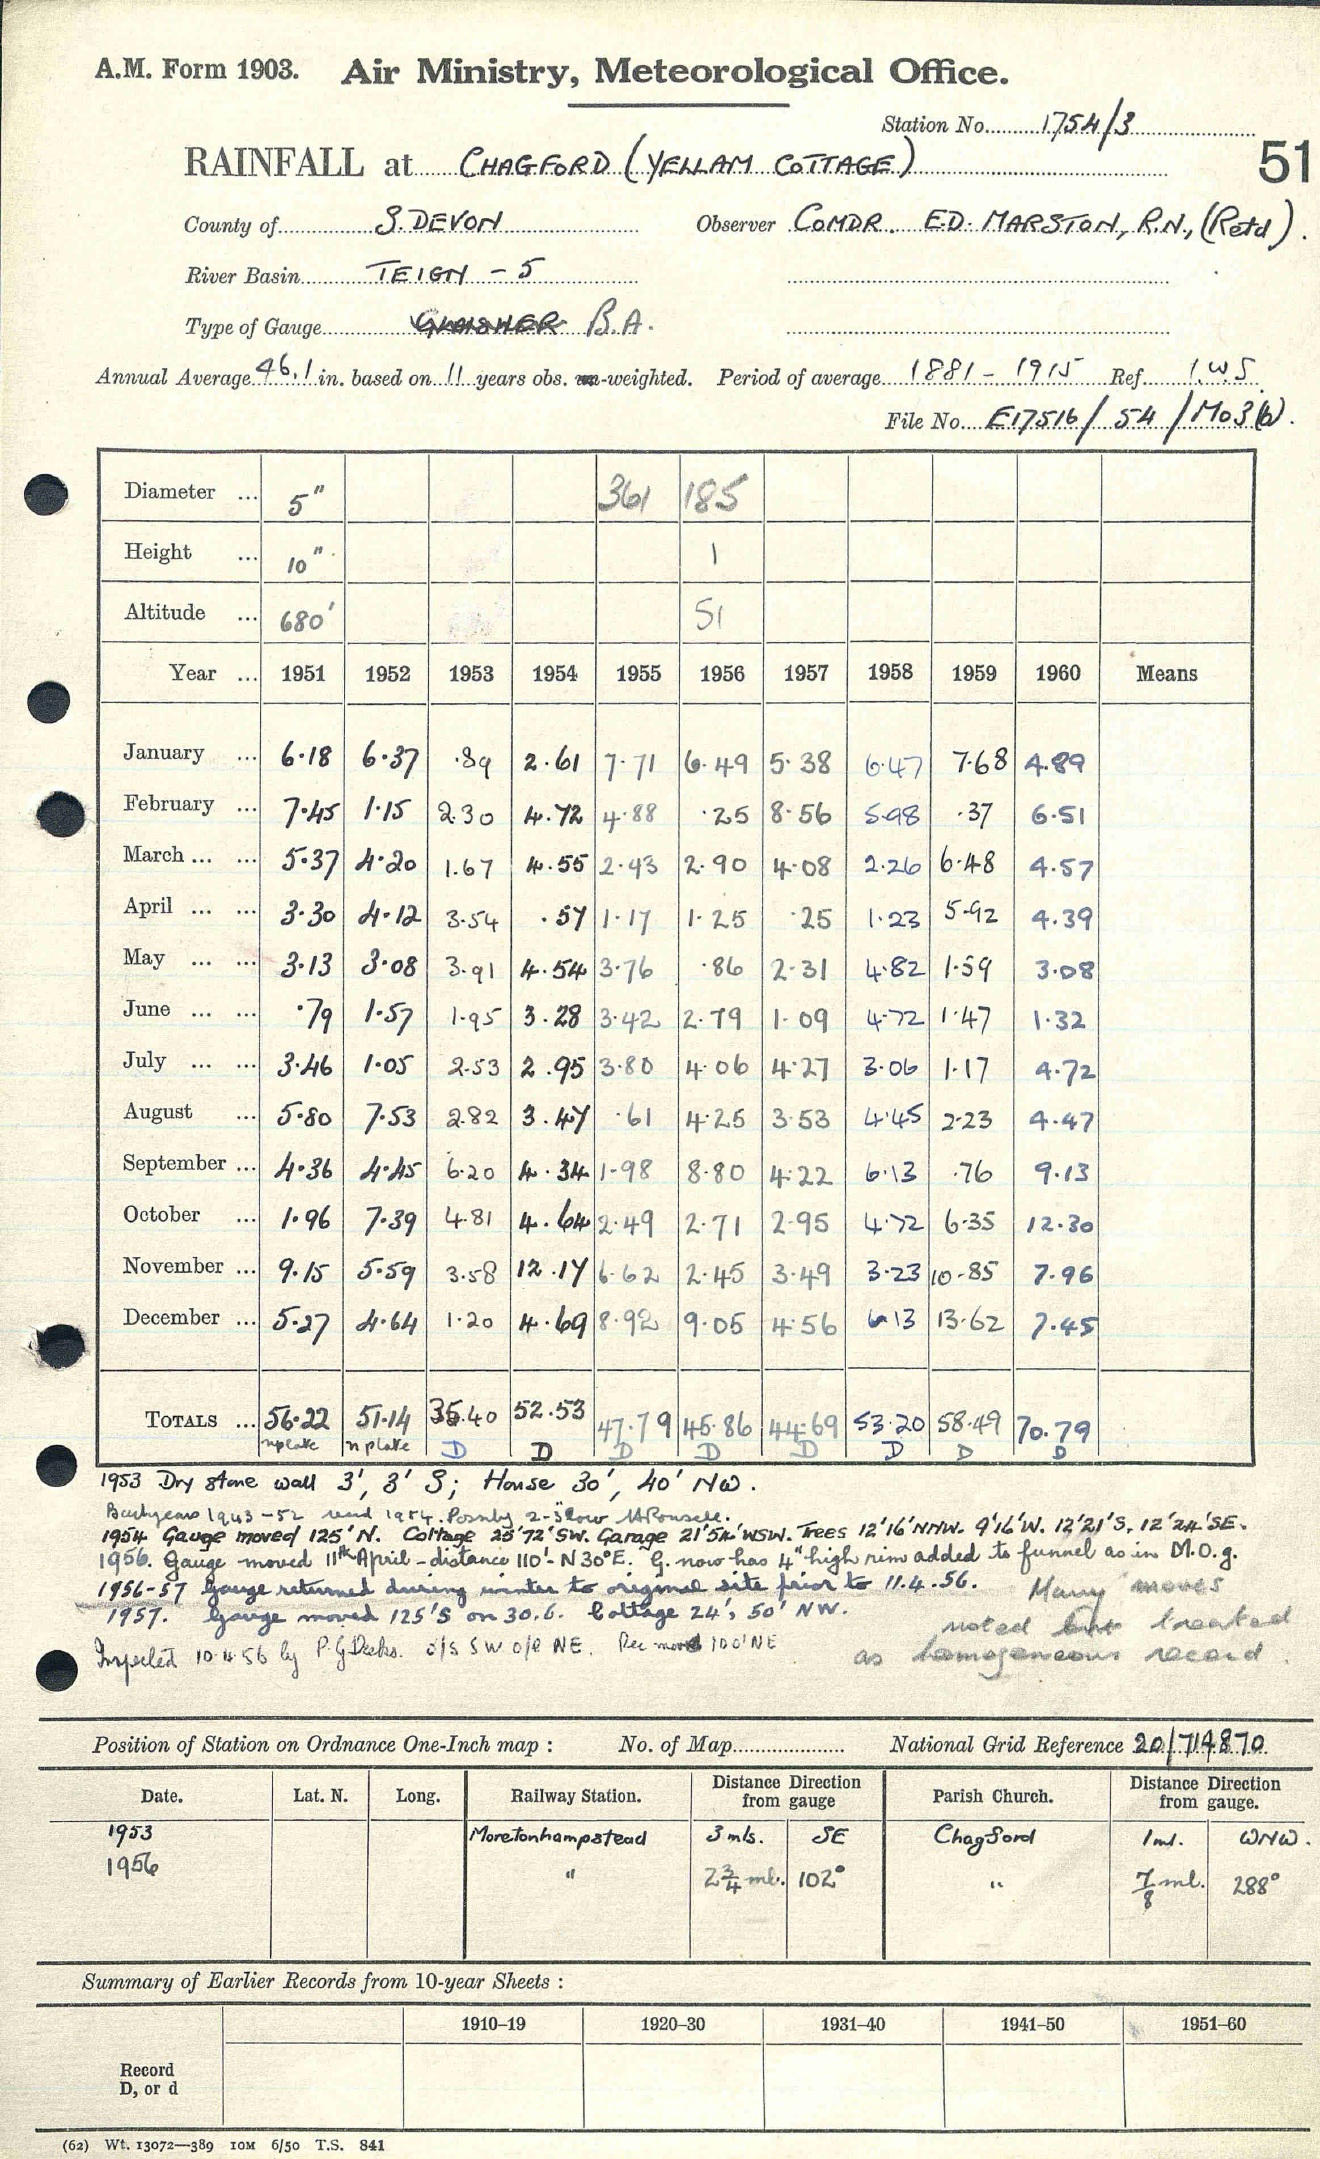 A.M. Form 1903. Air Ministry, Meteorological Office.
Station No. 1754/3
RAINFALL at CHAGFORD (YELLAM COTTAGE) 51
County of S. DEVON Observer COMDR. E.D. MARSTON, R.N., (Retd).
River Basin TEIGN - 5
Type of Gauge GLAISHER B.A.
Annual Average 46.1 in. based on 11 years obs. un-weighted. Period of average 1881 - 1915 Ref. I.W.S.
File No. E17516/54/Mo3(b).
Diameter ... 5" 361 185
Height ... 10" 1
Altitude ... 680' 51
Year ... 1951 1952 1953 1954 1955 1956 1957 1958 1959 1960 Means
January ... 6.18 6.37 .89 2.61 7.71 6.49 5.38 6.47 7.68 4.89
February ... 7.45 1.15 2.30 4.72 4.88 .25 8.56 5.98 .37 6.51
March ... ... 5.37 4.20 1.67 4.55 2.43 2.90 4.08 2.26 6.48 4.57
April ... ... 3.30 4.12 3.54 .57 1.17 1.25 .25 1.23 5.92 4.39
May ... ... 3.13 3.08 3.91 4.54 3.76 .86 2.31 4.82 1.59 3.08
June ... ... .79 1.57 1.95 3.28 3.42 2.79 1.09 4.72 1.47 1.32
July ... ... 3.46 1.05 2.53 2.95 3.80 4.06 4.27 3.06 1.17 4.72
August ... 5.80 7.53 2.82 3.47 .61 4.25 3.53 4.45 2.23 4.47
September ... 4.36 4.45 6.20 4.34 1.98 8.80 4.22 6.13 .76 9.13
October ... 1.96 7.39 4.81 4.64 2.49 2.71 2.95 4.72 6.35 12.30
November ... 9.15 5.59 3.58 12.17 6.62 2.45 3.49 3.23 10.85 7.96
December ... 5.27 4.64 1.20 4.69 8.92 9.05 4.56 6.13 13.62 7.45
TOTALS ... 56.22 51.14 35.40 52.53 47.79 45.86 44.69 53.20 58.49 70.79
n plate n plate D D D D D D D D
1953 Dry stone wall 3', 3' S; House 30', 40' NW.
Back years 1943-52 1954. Possibly 2-3" low
1954 Gauge moved 125' N. Cottage 25' 72' SW. Garage 21' 54' WSW. Trees 12' 16' NNW. 9' 16' W. 12' 21' S. 12' 24' SE.
1956. Gauge moved 11th April - distance 110' - N 30° E. G. now has 4" high rim added to funnel as in M.O.g.
1956-57 Gauge returned during winter to original site prior to 11.4.56. Many moves
1957. Gauge moved 125' S on 30.6. Cottage 24', 50' NW. noted but treated
Inspected 10.4.56 by P.G. o/s SW o/e NE. Rec move 100' NE as homogeneous record.
Position of Station on Ordnance One-Inch map : No. of Map National Grid Reference 20/714870
Date. Lat. N. Long. Railway Station. Distance Direction from gauge Parish Church. Distance Direction from gauge.
1953 Moretonhampstead 3 mls. SE Chagford 1 ml. WNW.
1956 " 2 3/4 ml. 102° " 7/8 ml. 288°
Summary of Earlier Records from 10-year Sheets :
1910–19 1920–30 1931–40 1941–50 1951–60
Record
D, or d
(62) Wt. 13072—389 10M 6/50 T.S. 841